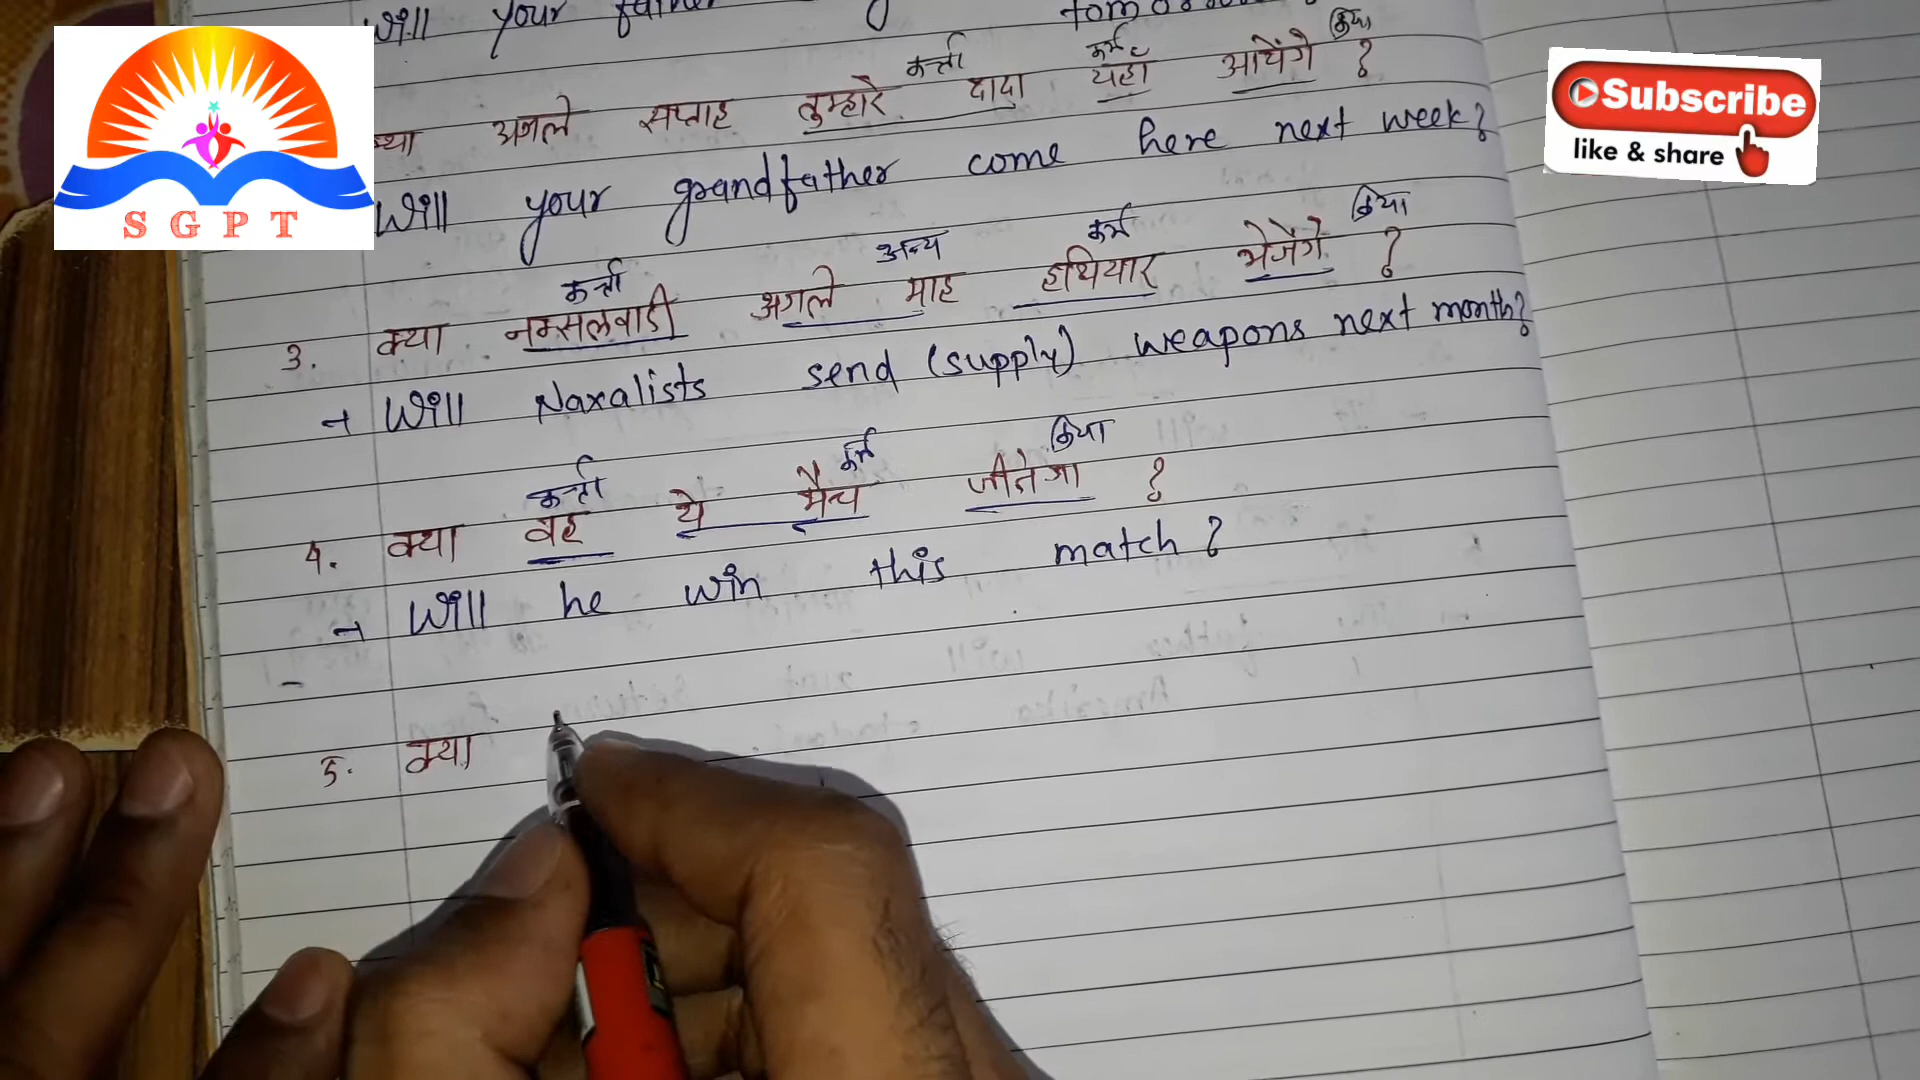 Will your father
क्या अगले सप्ताह तुम्हारे दादा यहाँ आयेंगे ?
कर्त्ता कर्म क्रिया
Will your grandfather come here next week?
कर्त्ता अन्य कर्म क्रिया
3. क्या नक्सलवादी अगले माह हथियार भेजेंगे ?
→ Will Naxalists send (supply) weapons next month?
कर्त्ता कर्म क्रिया
4. क्या वह ये मैच जीतेगा ?
→ Will he win this match?
5. क्या
SGPT
Subscribe
like & share